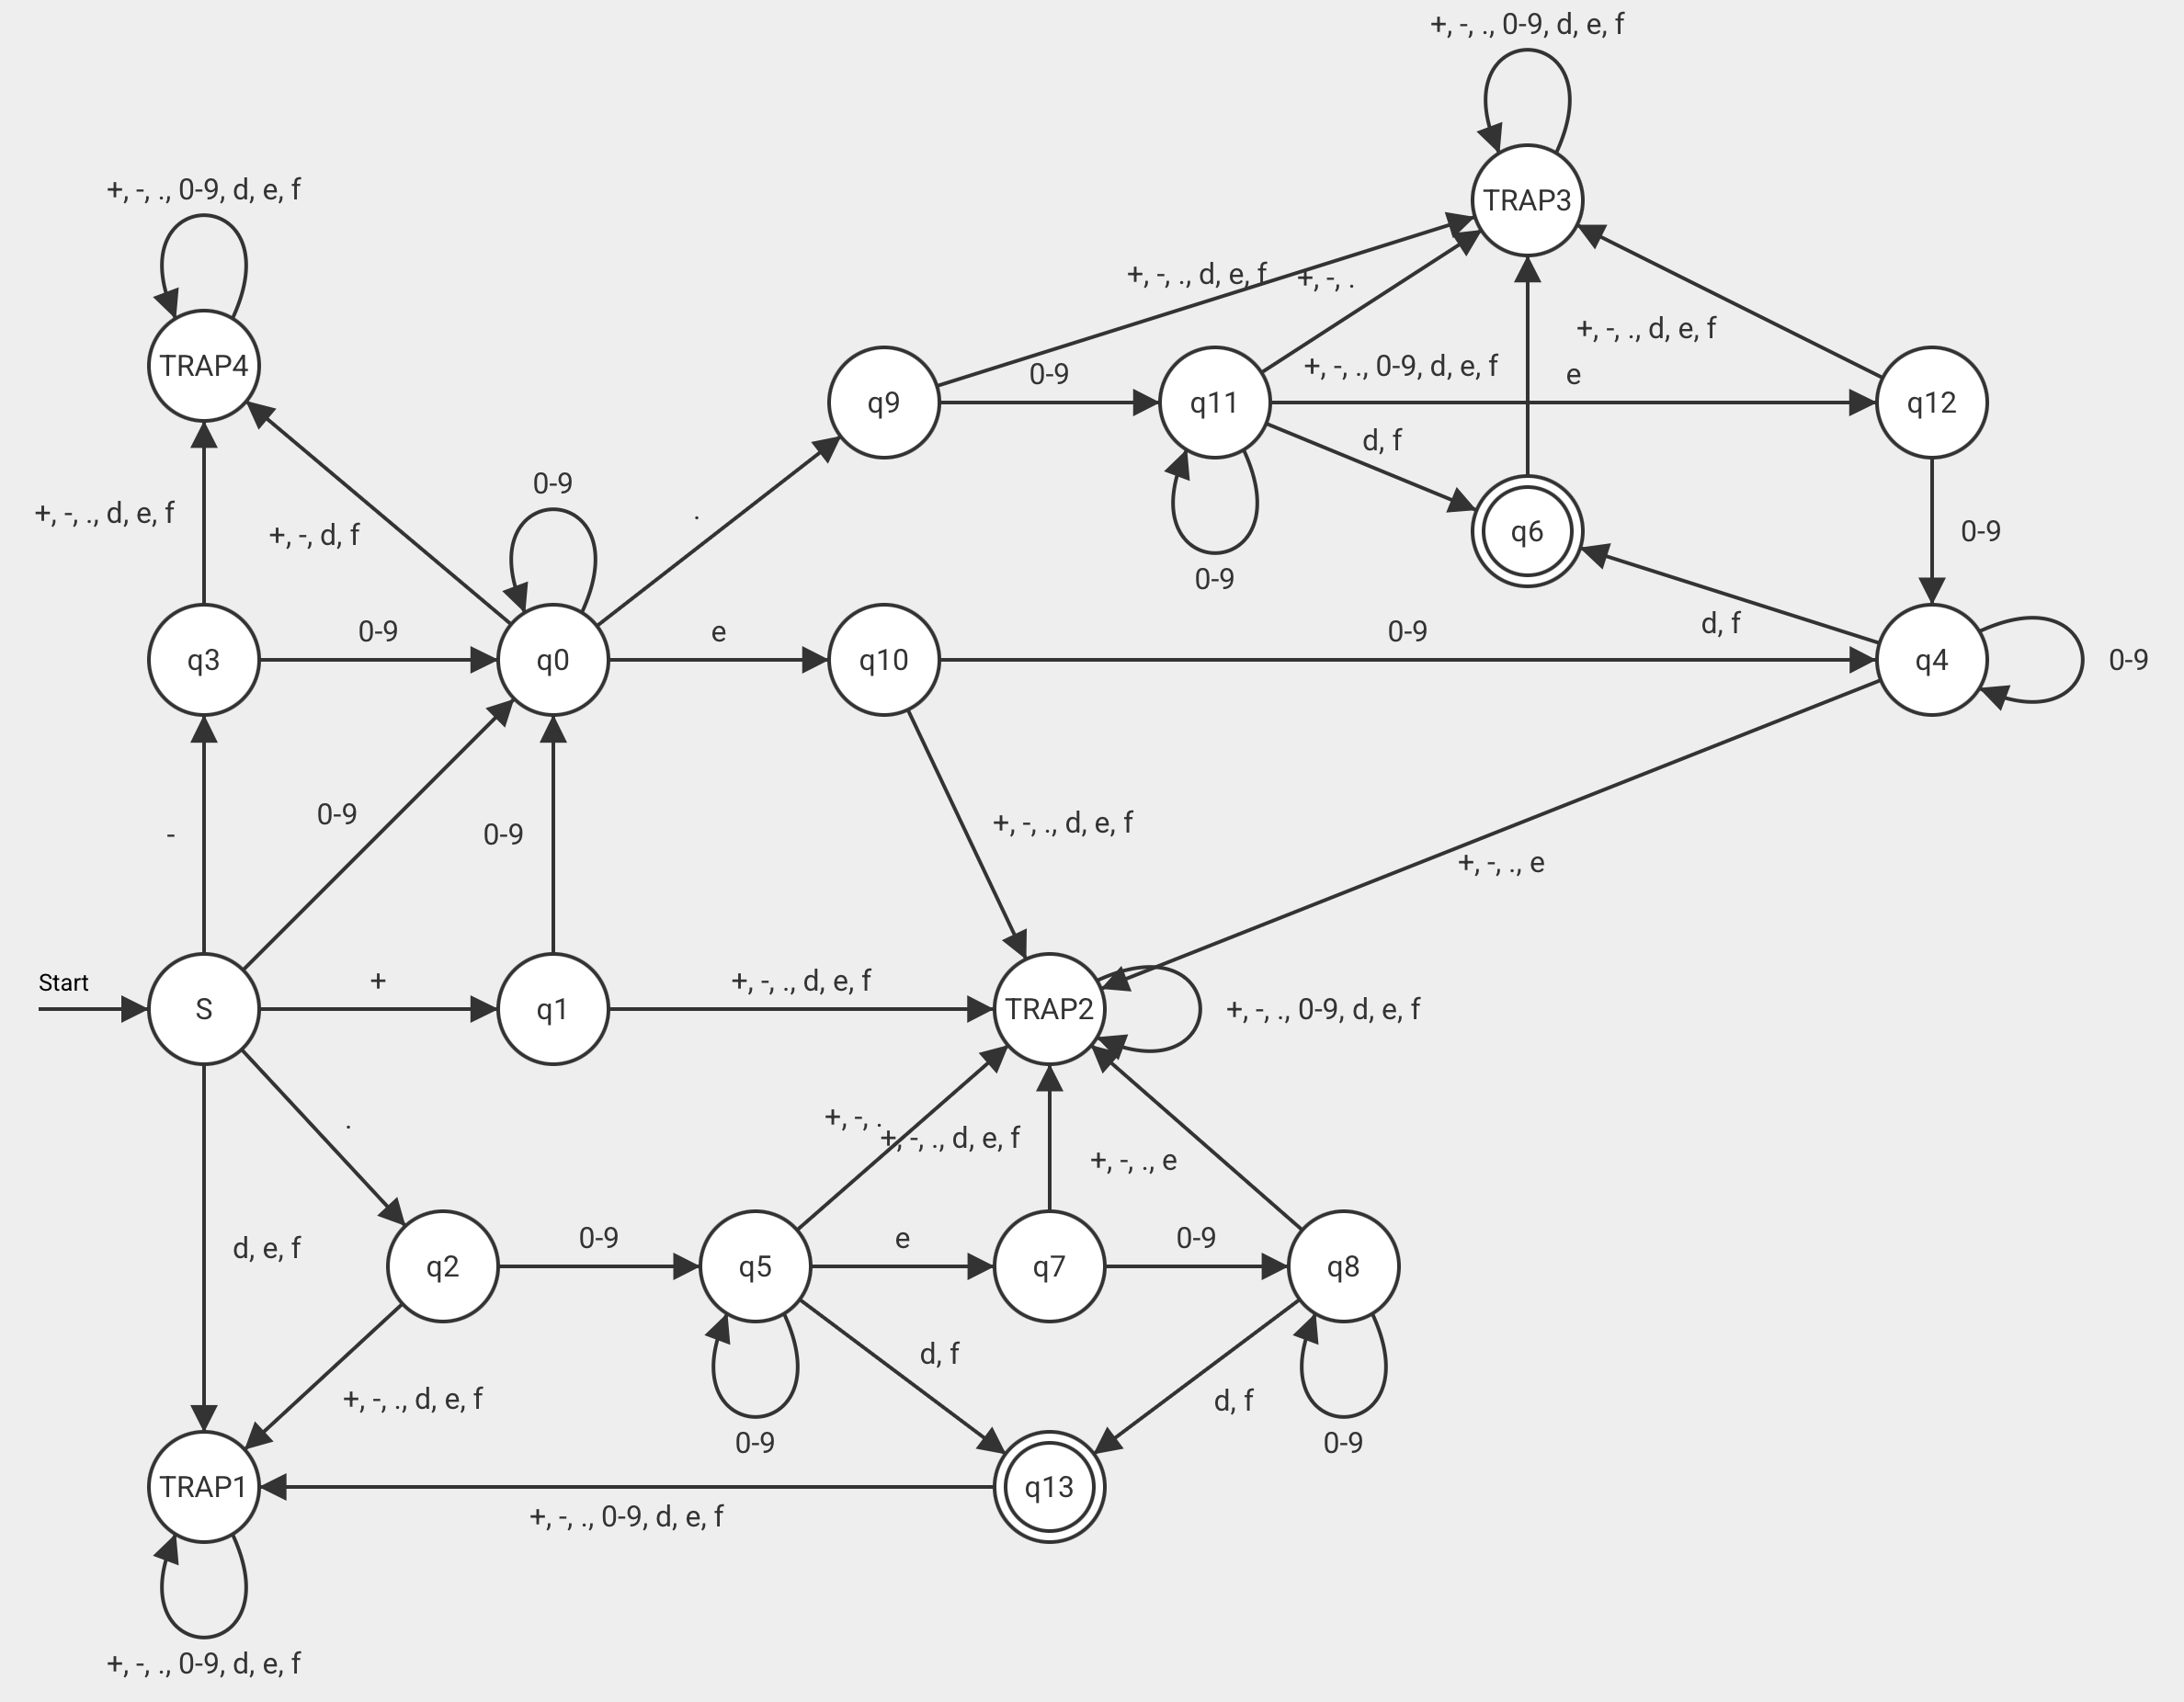 +, -, ., 0-9, d, e, f
TRAP3
+, -, ., 0-9, d, e, f
TRAP4
+, -, ., d, e, f
+, -, .
+, -, ., d, e, f
q9
0-9
q11
+, -, ., 0-9, d, e, f
e
q12
d, f
0-9
+, -, ., d, e, f
+, -, d, f
.
0-9
q6
0-9
q3
0-9
q0
e
q10
0-9
d, f
q4
0-9
-
0-9
0-9
+, -, ., d, e, f
+, -, ., e
Start
S
+
q1
+, -, ., d, e, f
TRAP2
+, -, ., 0-9, d, e, f
.
+, -, .
+, -, ., d, e, f
+, -, ., e
d, e, f
q2
0-9
q5
e
q7
0-9
q8
+, -, ., d, e, f
d, f
d, f
0-9
0-9
TRAP1
+, -, ., 0-9, d, e, f
q13
+, -, ., 0-9, d, e, f